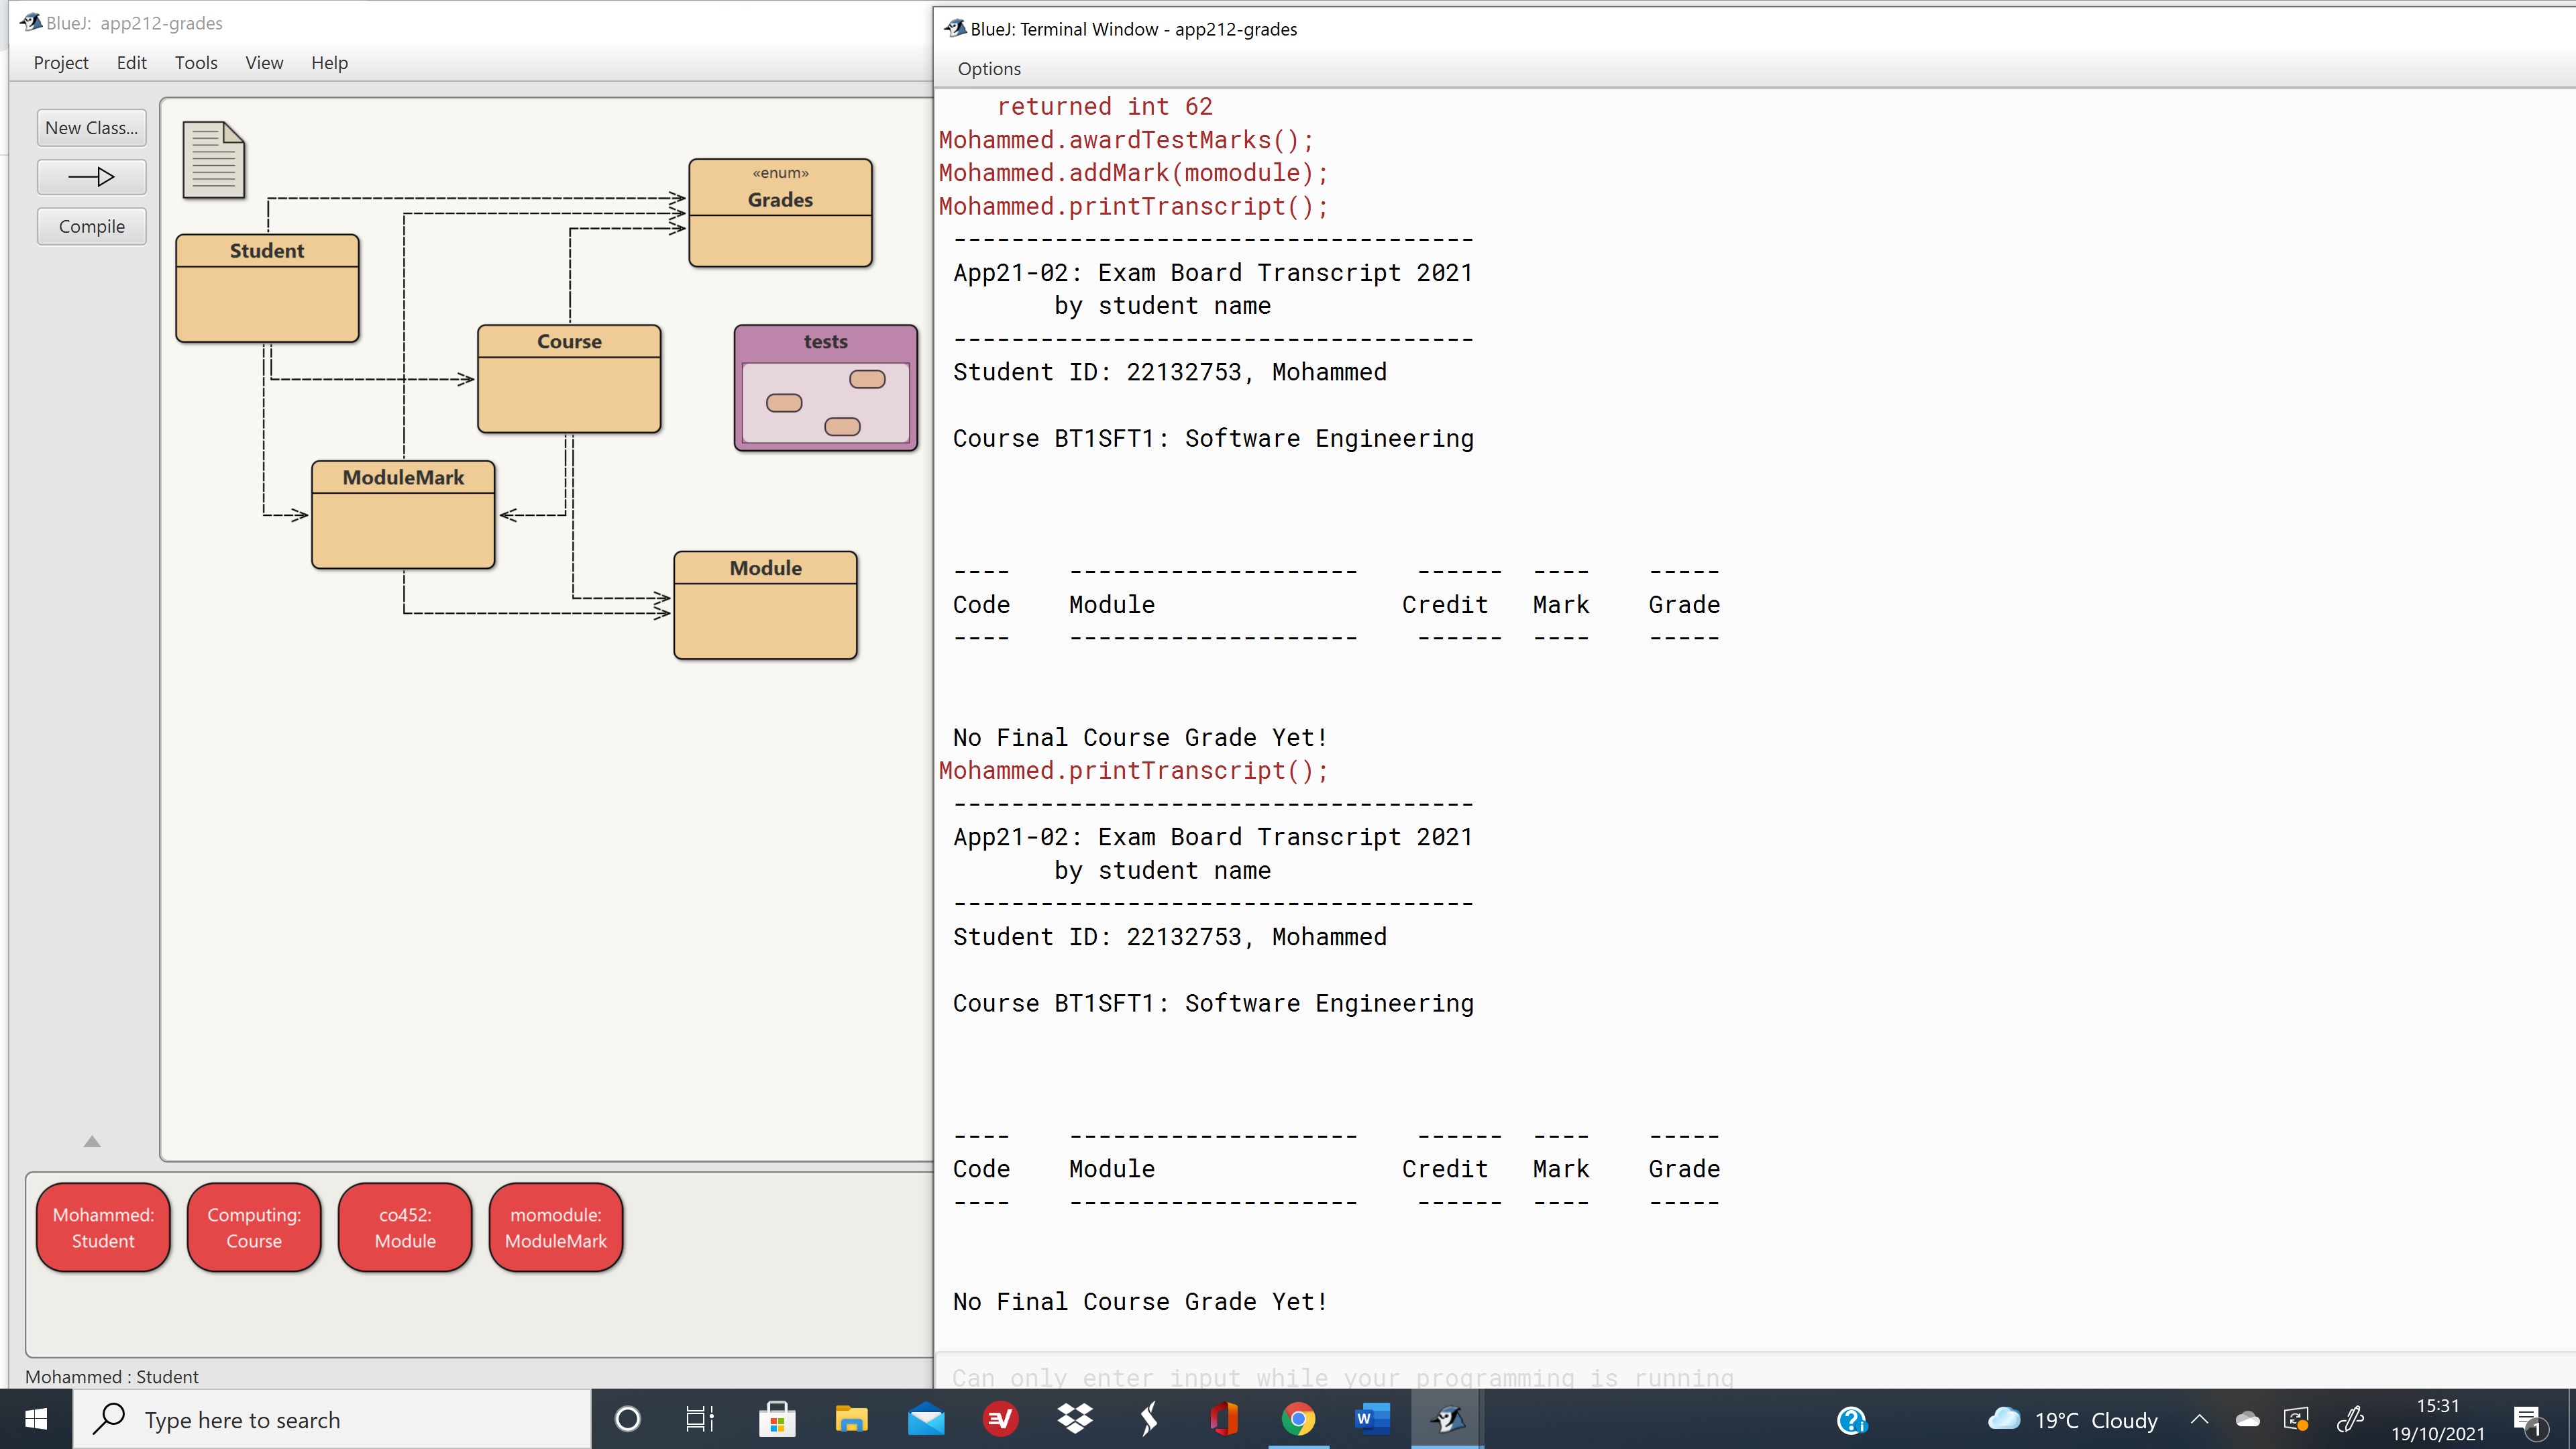 BlueJ: app212-grades
Project Edit Tools View Help
New Class...
Compile
«enum»
Grades
Student
Course
tests
ModuleMark
Module
Mohammed:
Student
Computing:
Course
co452:
Module
momodule:
ModuleMark
Mohammed : Student
BlueJ: Terminal Window - app212-grades
Options
returned int 62
Mohammed.awardTestMarks();
Mohammed.addMark(momodule);
Mohammed.printTranscript();
------------------------------------
App21-02: Exam Board Transcript 2021
by student name
------------------------------------
Student ID: 22132753, Mohammed
Course BT1SFT1: Software Engineering
---- -------------------- ------ ---- -----
Code Module Credit Mark Grade
---- -------------------- ------ ---- -----
No Final Course Grade Yet!
Mohammed.printTranscript();
------------------------------------
App21-02: Exam Board Transcript 2021
by student name
------------------------------------
Student ID: 22132753, Mohammed
Course BT1SFT1: Software Engineering
---- -------------------- ------ ---- -----
Code Module Credit Mark Grade
---- -------------------- ------ ---- -----
No Final Course Grade Yet!
Can only enter input while your programming is running
Type here to search
19°C Cloudy
15:31
19/10/2021
1